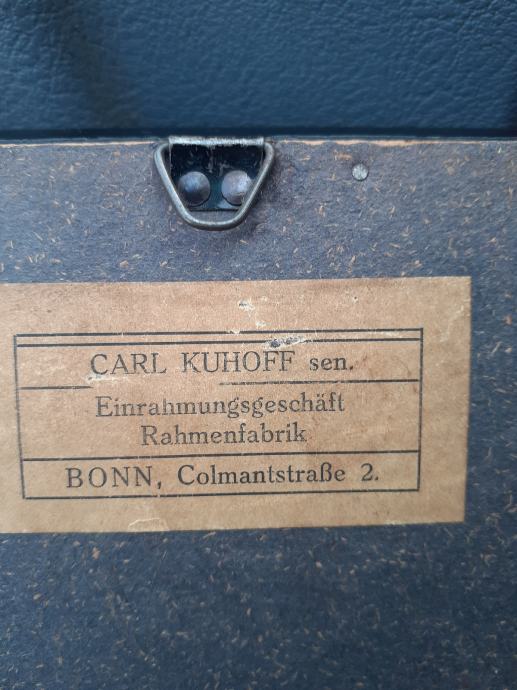 CARL KUHOFF sen.
Einrahmungsgeschäft
Rahmenfabrik
BONN, Colmantstraße 2.